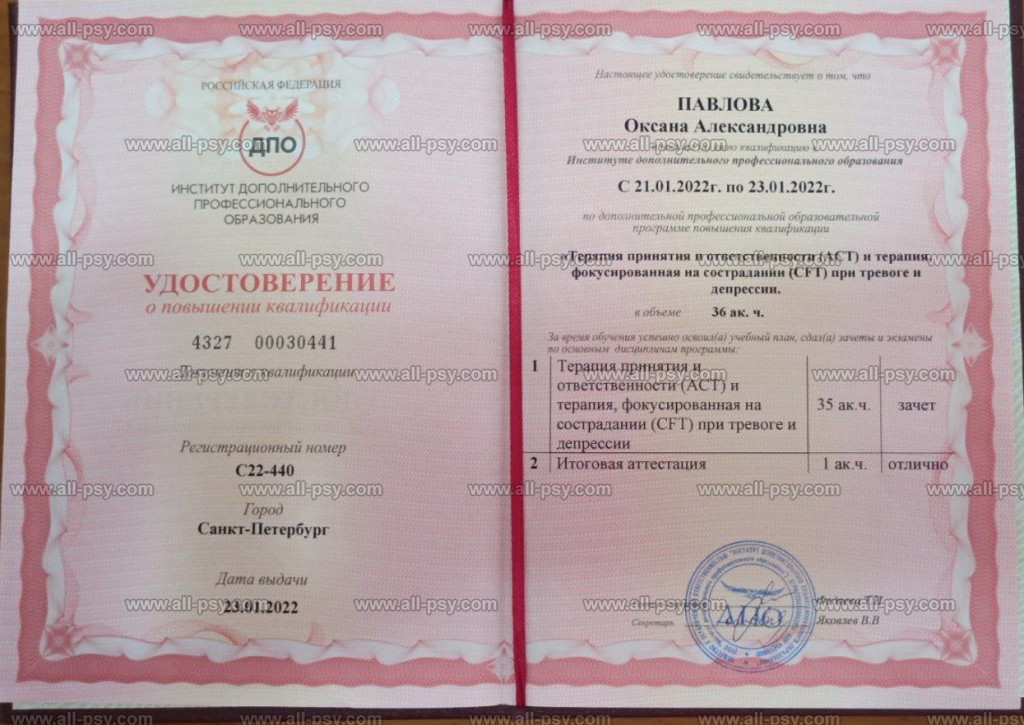 РОССИЙСКАЯ ФЕДЕРАЦИЯ
ДПО
ИНСТИТУТ ДОПОЛНИТЕЛЬНОГО
ПРОФЕССИОНАЛЬНОГО
ОБРАЗОВАНИЯ
УДОСТОВЕРЕНИЕ
о повышении квалификации
4327 00030441
Документ о квалификации
Регистрационный номер
С22-440
Город
Санкт-Петербург
Дата выдачи
23.01.2022
Настоящее удостоверение свидетельствует о том, что
ПАВЛОВА
Оксана Александровна
свою квалификацию в
Институте дополнительного профессионального образования
С 21.01.2022г. по 23.01.2022г.
по дополнительной профессиональной образовательной
программе повышения квалификации
«Терапия принятия и ответственности (ACT) и терапия,
фокусированная на сострадании (CFT) при тревоге и
депрессии.
в объеме 36 ак. ч.
За время обучения успешно освоил(а) учебный план, сдал(а) зачеты и экзамены
по основным дисциплинам программы:
1 Терапия принятия и
ответственности (ACT) и
терапия, фокусированная на
сострадании (CFT) при тревоге и
депрессии
35 ак.ч. зачет
2 Итоговая аттестация 1 ак.ч. отлично
Секретарь
Яковлев В.В
ДПО
www.all-psy.com